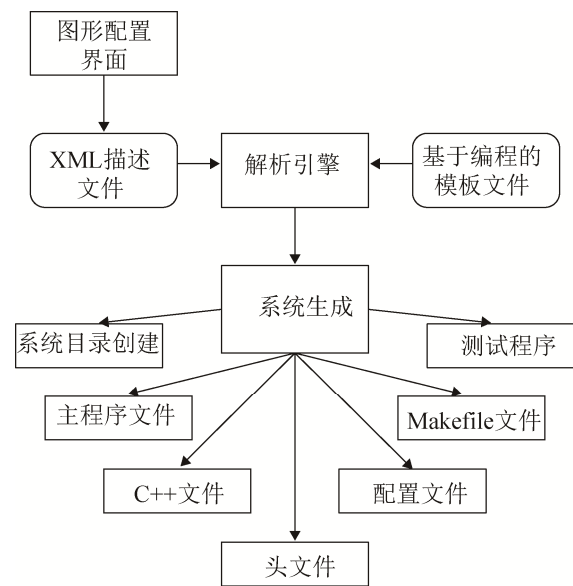 图形配置
界面
XML描述
文件
解析引擎
基于编程的
模板文件
系统生成
系统目录创建
测试程序
主程序文件
Makefile文件
C++文件
配置文件
头文件